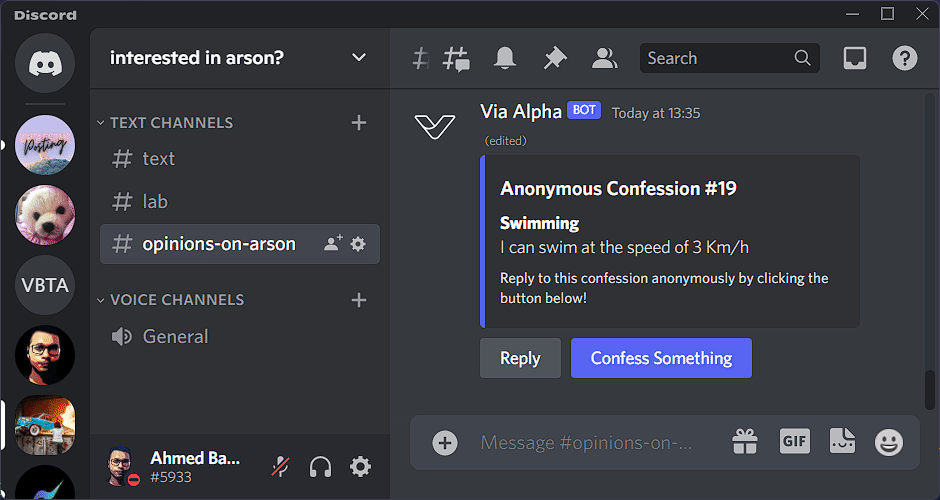 Discord
interested in arson?
Search
TEXT CHANNELS
text
lab
opinions-on-arson
VOICE CHANNELS
General
Posting
VBTA
Ahmed Ba...
#5933
Via Alpha BOT Today at 13:35
(edited)
Anonymous Confession #19
Swimming
I can swim at the speed of 3 Km/h
Reply to this confession anonymously by clicking the
button below!
Reply
Confess Something
Message #opinions-on-...
GIF